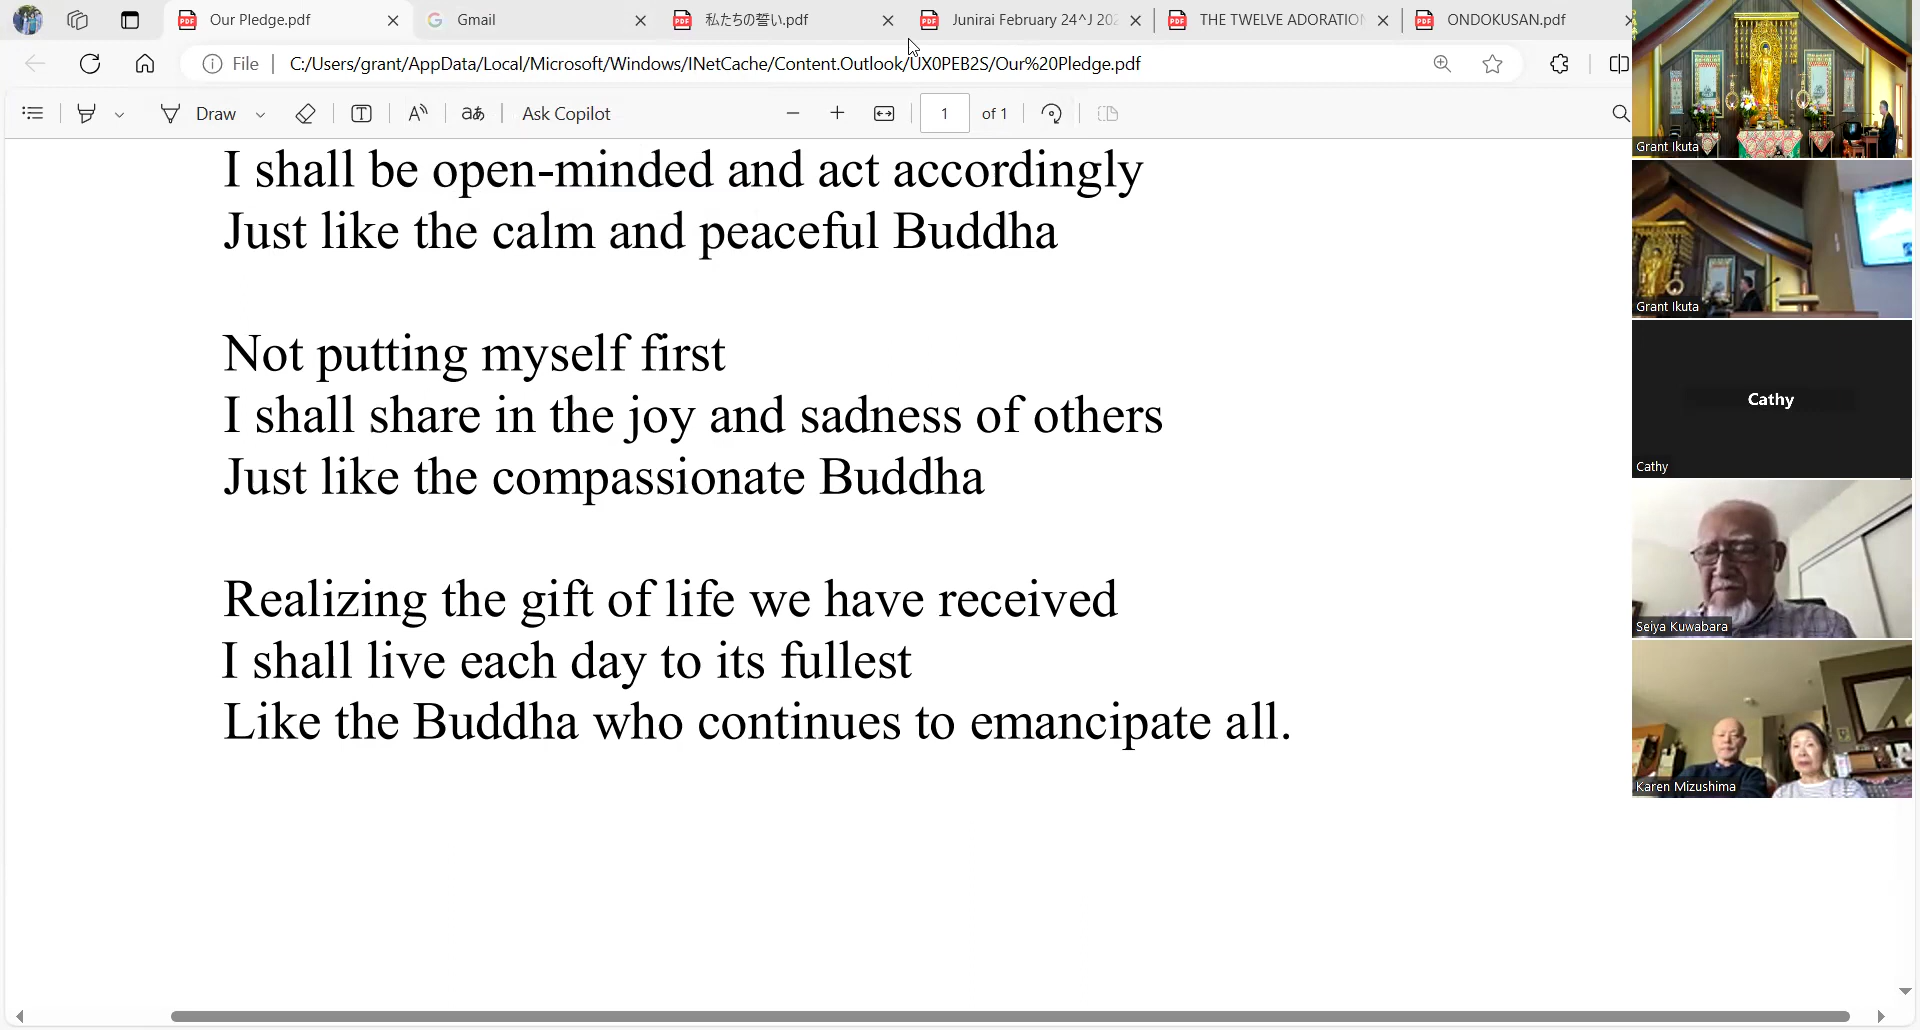 Our Pledge.pdf
Gmail
私たちの誓い.pdf
Junirai February 24^J 202
THE TWELVE ADORATION
ONDOKUSAN.pdf
File
C:/Users/grant/AppData/Local/Microsoft/Windows/INetCache/Content.Outlook/UX0PEB2S/Our%20Pledge.pdf
Draw
Ask Copilot
1
of 1
I shall be open-minded and act accordingly
Just like the calm and peaceful Buddha
Not putting myself first
I shall share in the joy and sadness of others
Just like the compassionate Buddha
Realizing the gift of life we have received
I shall live each day to its fullest
Like the Buddha who continues to emancipate all.
Grant Ikuta
Grant Ikuta
Cathy
Cathy
Seiya Kuwabara
Karen Mizushima